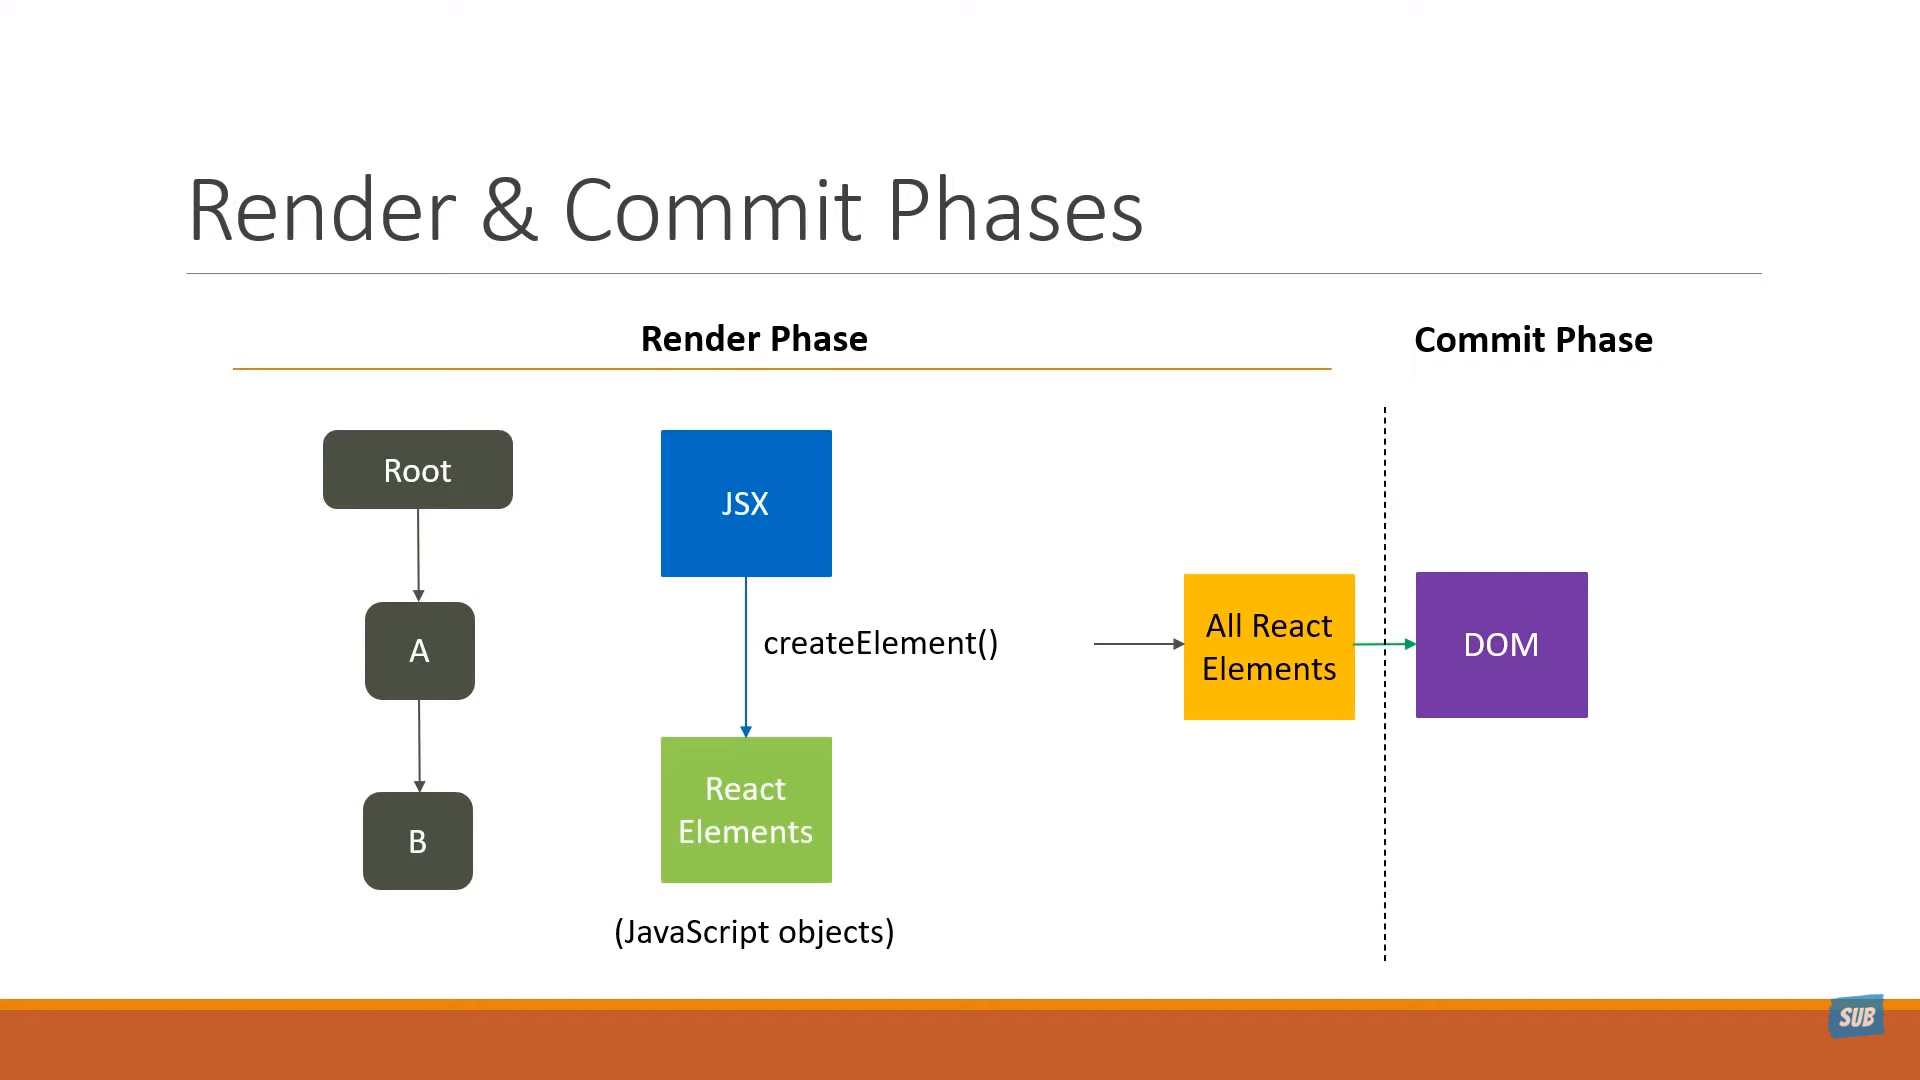 Render & Commit Phases
Render Phase
Commit Phase
Root
A
B
JSX
createElement()
React
Elements
(JavaScript objects)
All React
Elements
DOM
SUB